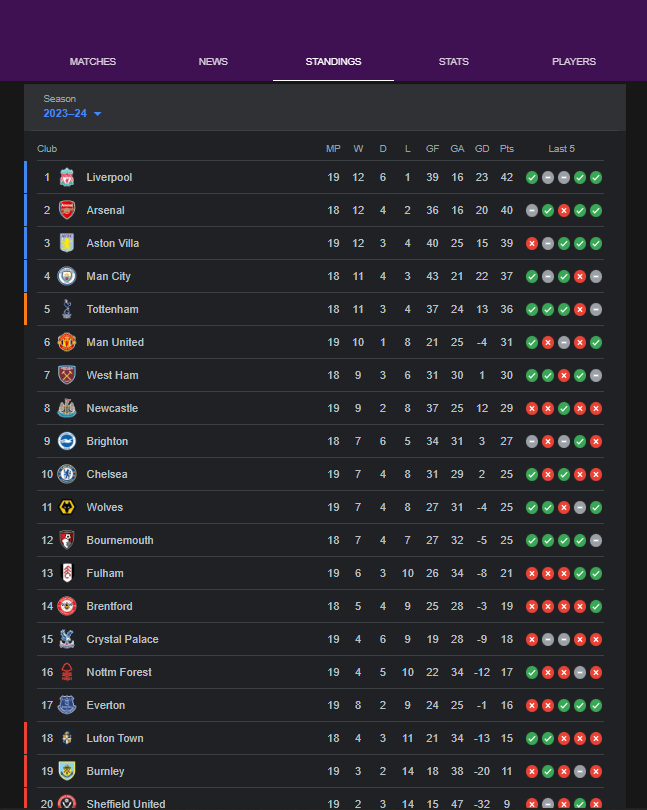 MATCHES NEWS STANDINGS STATS PLAYERS
Season
2023–24
Club MP W D L GF GA GD Pts Last 5
1 Liverpool 19 12 6 1 39 16 23 42
2 Arsenal 18 12 4 2 36 16 20 40
3 Aston Villa 19 12 3 4 40 25 15 39
4 Man City 18 11 4 3 43 21 22 37
5 Tottenham 18 11 3 4 37 24 13 36
6 Man United 19 10 1 8 21 25 -4 31
7 West Ham 18 9 3 6 31 30 1 30
8 Newcastle 19 9 2 8 37 25 12 29
9 Brighton 18 7 6 5 34 31 3 27
10 Chelsea 19 7 4 8 31 29 2 25
11 Wolves 19 7 4 8 27 31 -4 25
12 Bournemouth 18 7 4 7 27 32 -5 25
13 Fulham 19 6 3 10 26 34 -8 21
14 Brentford 18 5 4 9 25 28 -3 19
15 Crystal Palace 19 4 6 9 19 28 -9 18
16 Nottm Forest 19 4 5 10 22 34 -12 17
17 Everton 19 8 2 9 24 25 -1 16
18 Luton Town 18 4 3 11 21 34 -13 15
19 Burnley 19 3 2 14 18 38 -20 11
20 Sheffield United 19 2 3 14 15 47 -32 9